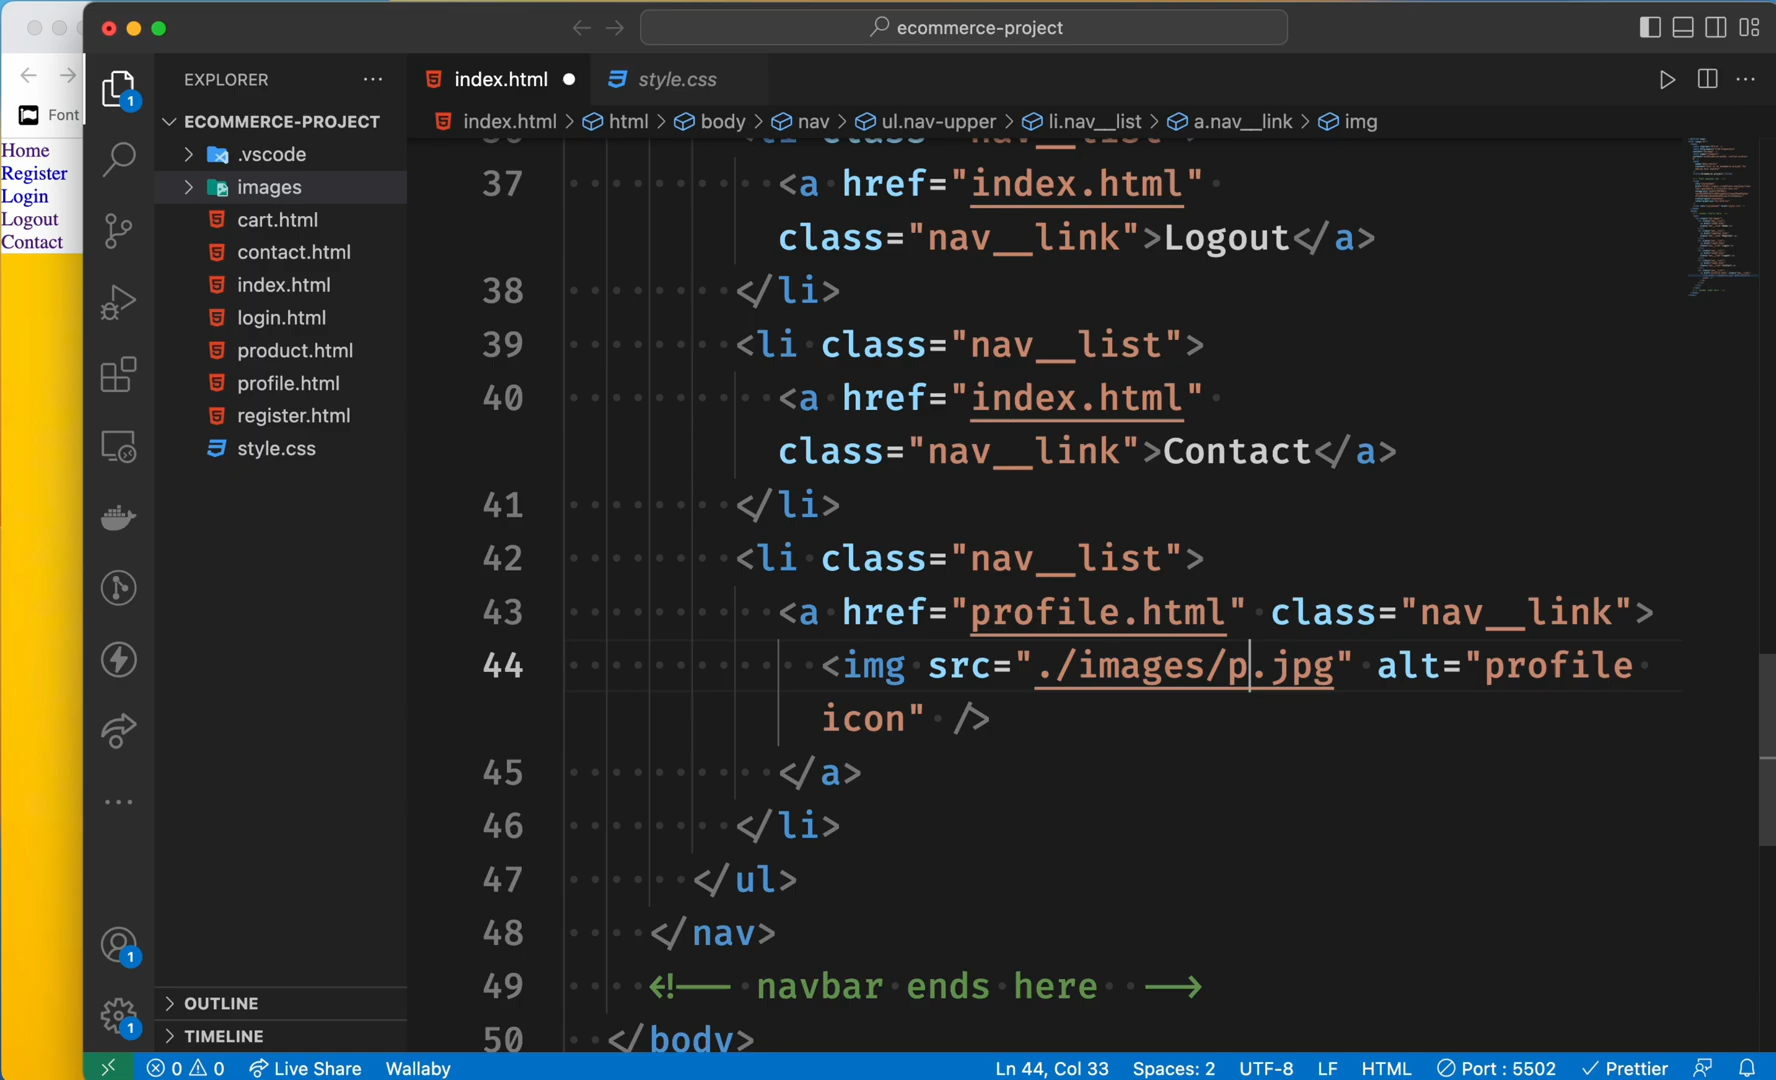 ecommerce-project
Font
Home
Register
Login
Logout
Contact
1
EXPLORER ...
ECOMMERCE-PROJECT
.vscode
images
cart.html
contact.html
index.html
login.html
product.html
profile.html
register.html
style.css
OUTLINE
TIMELINE
1
1
index.html ●
style.css
index.html > html > body > nav > ul.nav-upper > li.nav__list > a.nav__link > img
37 <a href="index.html"
class="nav__link">Logout</a>
38 </li>
39 <li class="nav__list">
40 <a href="index.html"
class="nav__link">Contact</a>
41 </li>
42 <li class="nav__list">
43 <a href="profile.html" class="nav__link">
44 <img src="./images/p.jpg" alt="profile
icon" />
45 </a>
46 </li>
47 </ul>
48 </nav>
49 <!-- navbar ends here -->
50 </body>
0 0 Live Share Wallaby Ln 44, Col 33 Spaces: 2 UTF-8 LF HTML Port : 5502 Prettier